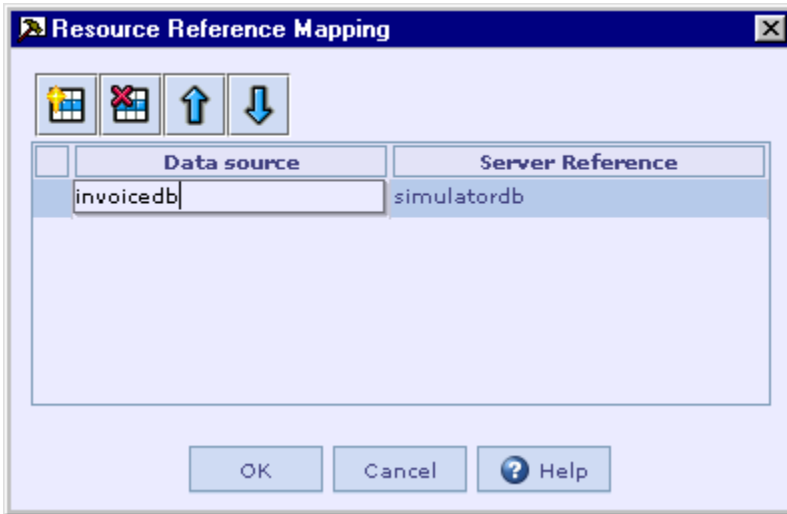 Resource Reference Mapping
Data source Server Reference
invoicedb simulatordb
OK Cancel Help